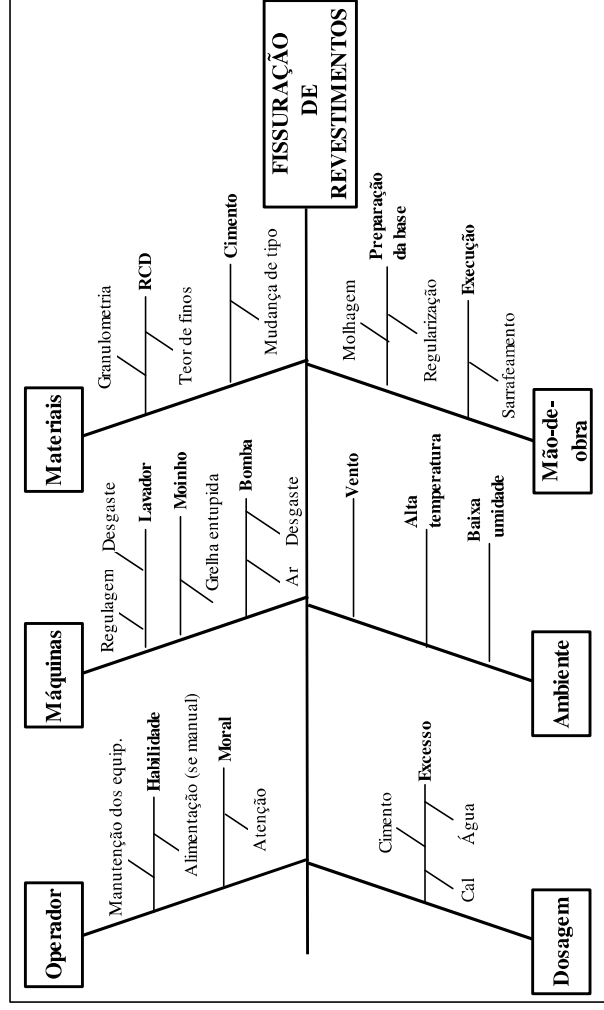 Operador
Manutenção dos equip.
Habilidade
Alimentação (se manual)
Moral
Atenção
Máquinas
Regulagem
Desgaste
Lavador
Moinho
Grelha entupida
Bomba
Ar
Desgaste
Materiais
Granulometria
RCD
Teor de finos
Cimento
Mudança de tipo
FISSURAÇÃO
DE
REVESTIMENTOS
Dosagem
Cimento
Excesso
Cal
Água
Ambiente
Vento
Alta
temperatura
Baixa
umidade
Mão-de-
obra
Molhagem
Preparação
da base
Regularização
Execução
Sarrafeamento